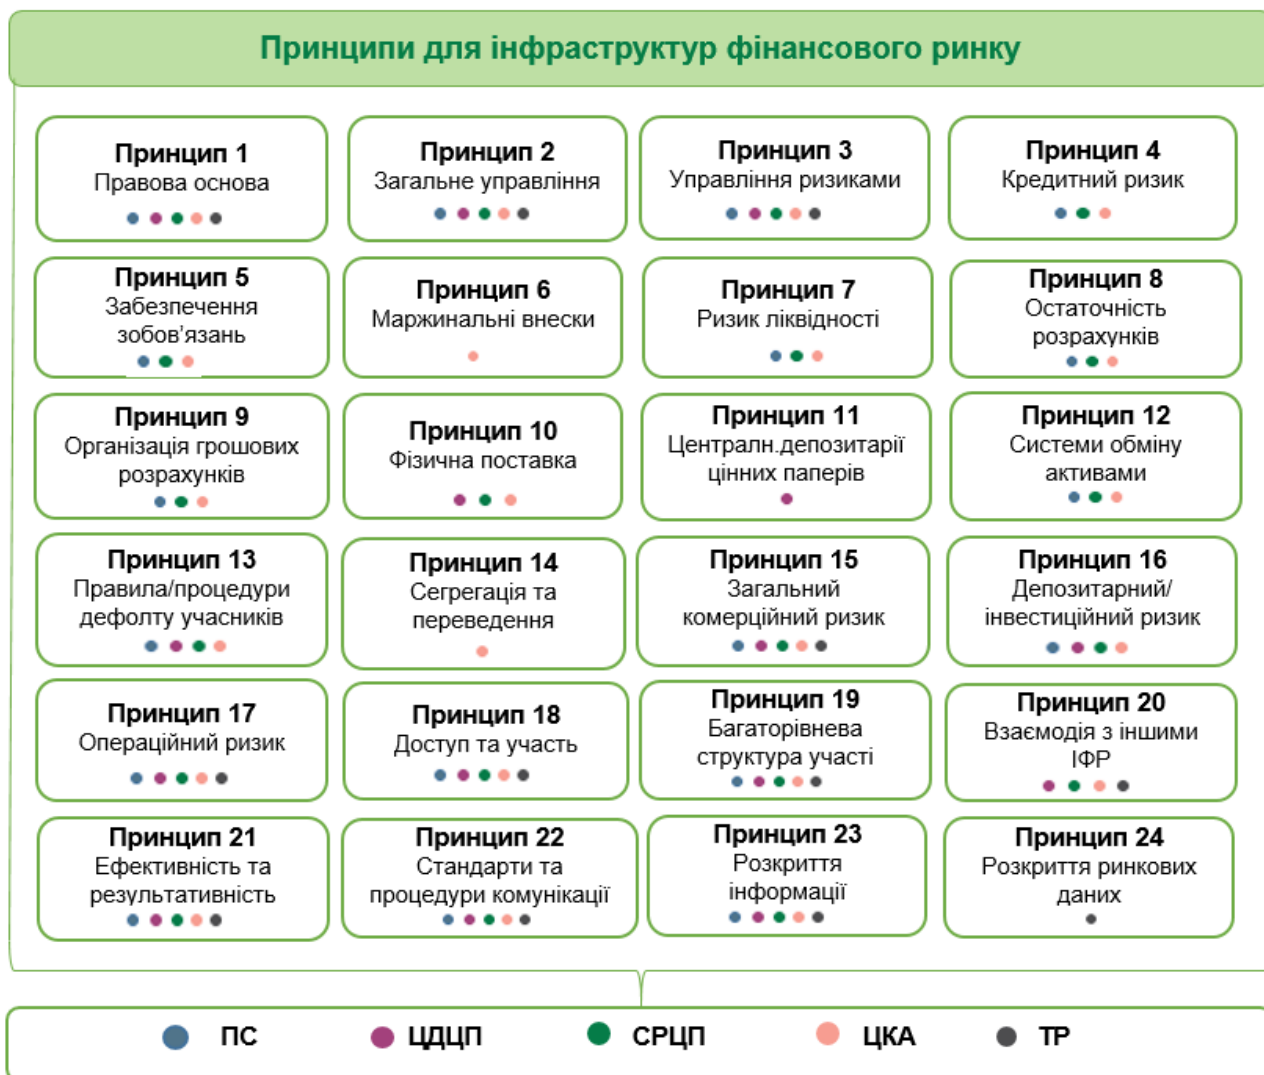 Принципи для інфраструктур фінансового ринку
Принцип 1
Правова основа
Принцип 2
Загальне управління
Принцип 3
Управління ризиками
Принцип 4
Кредитний ризик
Принцип 5
Забезпечення
зобов’язань
Принцип 6
Маржинальні внески
Принцип 7
Ризик ліквідності
Принцип 8
Остаточність
розрахунків
Принцип 9
Організація грошових
розрахунків
Принцип 10
Фізична поставка
Принцип 11
Централн.депозитарії
цінних паперів
Принцип 12
Системи обміну
активами
Принцип 13
Правила/процедури
дефолту учасників
Принцип 14
Сегрегація та
переведення
Принцип 15
Загальний
комерційний ризик
Принцип 16
Депозитарний/
інвестиційний ризик
Принцип 17
Операційний ризик
Принцип 18
Доступ та участь
Принцип 19
Багаторівнева
структура участі
Принцип 20
Взаємодія з іншими
ІФР
Принцип 21
Ефективність та
результативність
Принцип 22
Стандарти та
процедури комунікації
Принцип 23
Розкриття
інформації
Принцип 24
Розкриття ринкових
даних
ПС ЦДЦП СРЦП ЦКА ТР